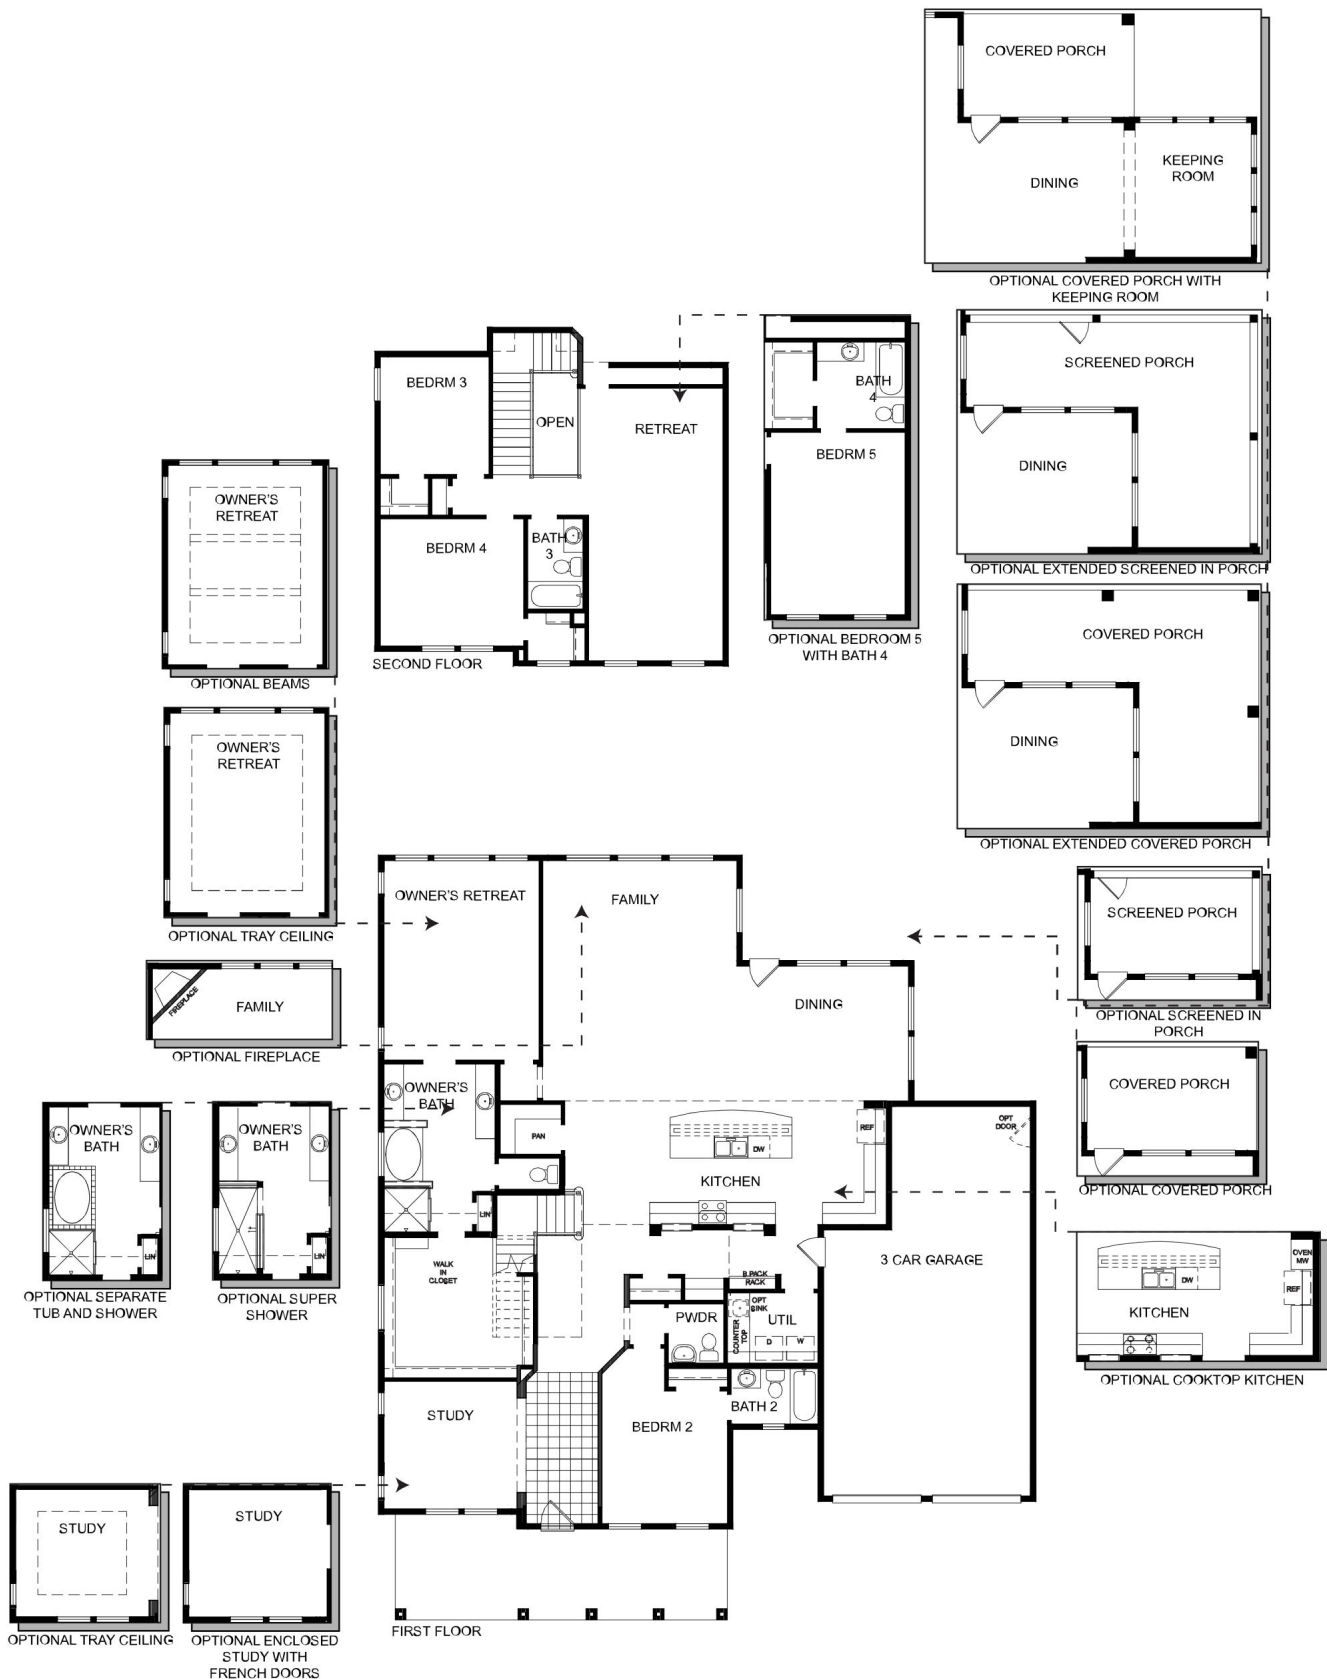 COVERED PORCH
KEEPING
ROOM
DINING
OPTIONAL COVERED PORCH WITH
KEEPING ROOM
BEDRM 3
OPEN
RETREAT
BATH
4
BEDRM 5
BEDRM 4
BATH
3
SECOND FLOOR
OPTIONAL BEDROOM 5
WITH BATH 4
SCREENED PORCH
DINING
OPTIONAL EXTENDED SCREENED IN PORCH
OWNER'S
RETREAT
OPTIONAL BEAMS
COVERED PORCH
DINING
OPTIONAL EXTENDED COVERED PORCH
OWNER'S
RETREAT
OPTIONAL TRAY CEILING
FIREPLACE
FAMILY
OPTIONAL FIREPLACE
OWNER'S RETREAT
FAMILY
DINING
SCREENED PORCH
OPTIONAL SCREENED IN
PORCH
COVERED PORCH
OPTIONAL COVERED PORCH
OWNER'S
BATH
LIN
OPTIONAL SEPARATE
TUB AND SHOWER
OWNER'S
BATH
LIN
OPTIONAL SUPER
SHOWER
OWNER'S
BATH
PAN
LIN
WALK
IN
CLOSET
DW
REF
KITCHEN
OPT
DOOR
3 CAR GARAGE
B.PACK
RACK
OPT
SINK
COUNTER
TOP
UTIL
D
W
PWDR
BATH 2
BEDRM 2
STUDY
OVEN
MW
REF
DW
KITCHEN
OPTIONAL COOKTOP KITCHEN
STUDY
OPTIONAL TRAY CEILING
STUDY
OPTIONAL ENCLOSED
STUDY WITH
FRENCH DOORS
FIRST FLOOR